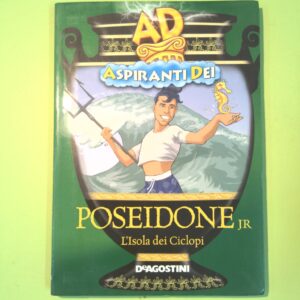 AD
ASPIRANTI DEI
POSEIDONE JR
L'Isola dei Ciclopi
DEAGOSTINI